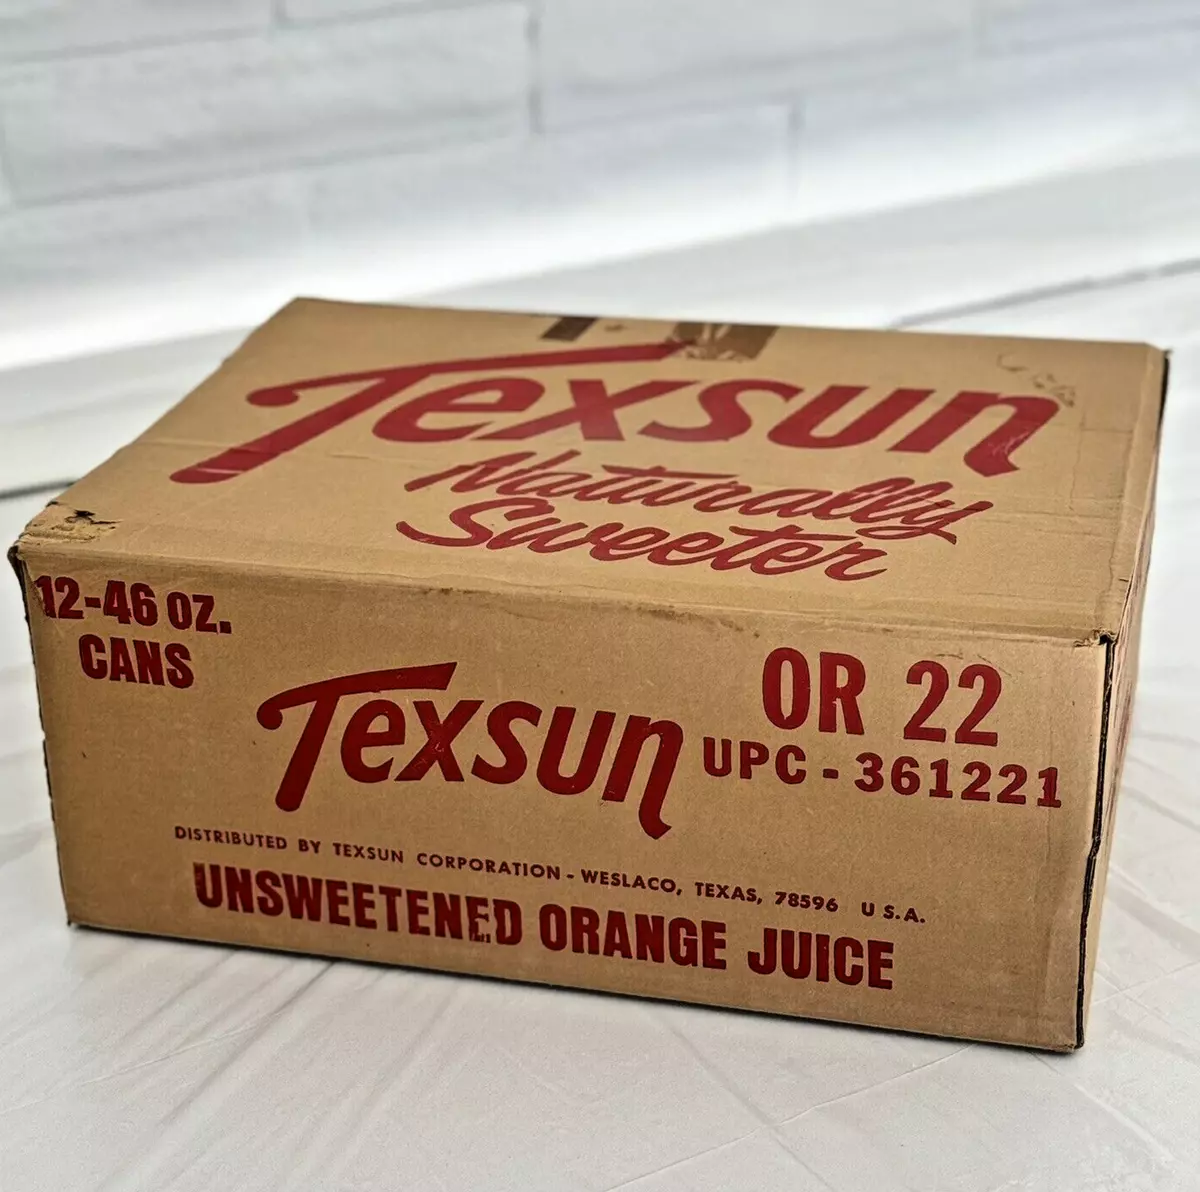 Texsun
Naturally
Sweeter
12-46 OZ.
CANS
Texsun
OR 22
UPC - 361221
DISTRIBUTED BY TEXSUN CORPORATION - WESLACO, TEXAS, 78596 U S.A.
UNSWEETENED ORANGE JUICE